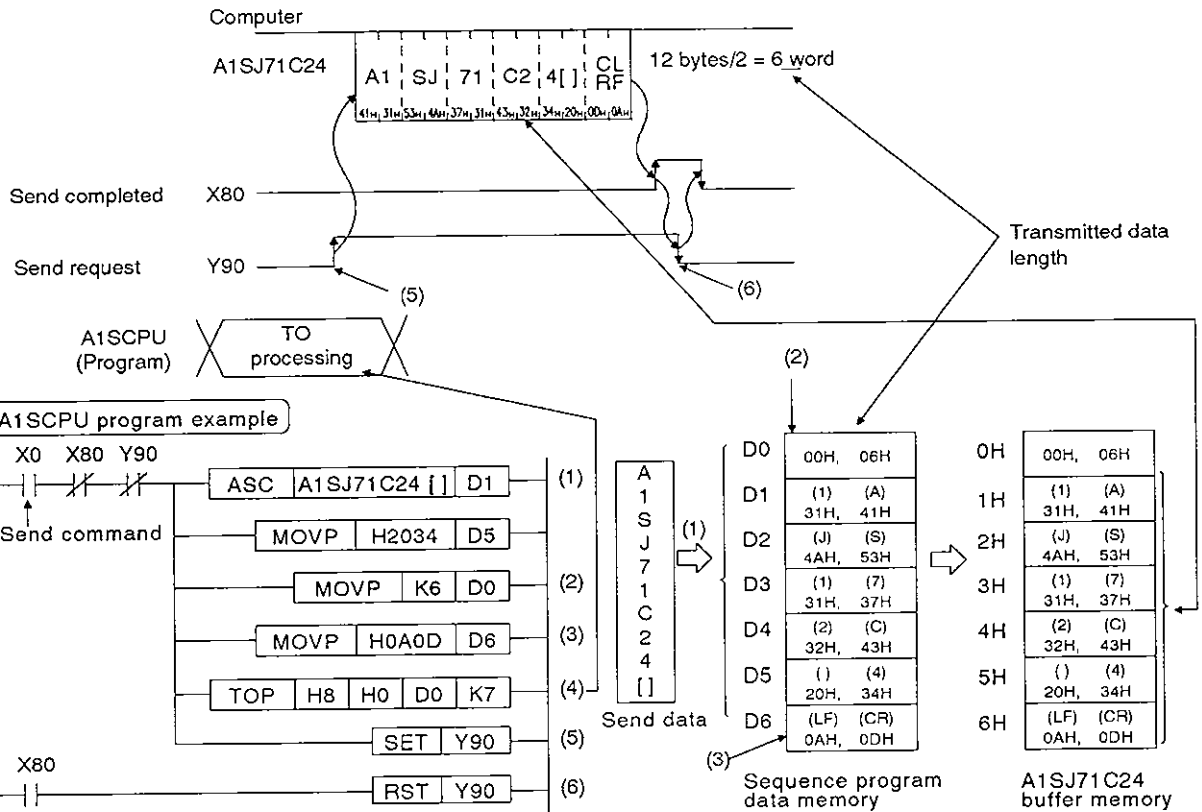 Computer
A1SJ71C24
A1 SJ 71 C2 4[ ] CL
RF
41H 31H 53H 4AH 37H 31H 43H 32H 34H 20H 0DH 0AH
12 bytes/2 = 6 word
Send completed X80
Send request Y90
(5)
(6)
Transmitted data
length
A1SCPU
(Program)
TO
processing
A1SCPU program example
X0 X80 Y90
Send command
ASC A1SJ71C24 [ ] D1 (1)
MOVP H2034 D5
MOVP K6 D0 (2)
MOVP H0A0D D6 (3)
TOP H8 H0 D0 K7 (4)
SET Y90 (5)
X80
RST Y90 (6)
A
1
S
J
7
1
C
2
4
[]
Send data
(1)
(2)
D0 00H, 06H
D1 (1) (A)
31H, 41H
D2 (J) (S)
4AH, 53H
D3 (1) (7)
31H, 37H
D4 (2) (C)
32H, 43H
D5 ( ) (4)
20H, 34H
D6 (LF) (CR)
0AH, 0DH
(3)
Sequence program
data memory
0H 00H, 06H
1H (1) (A)
31H, 41H
2H (J) (S)
4AH, 53H
3H (1) (7)
31H, 37H
4H (2) (C)
32H, 43H
5H ( ) (4)
20H, 34H
6H (LF) (CR)
0AH, 0DH
A1SJ71C24
buffer memory